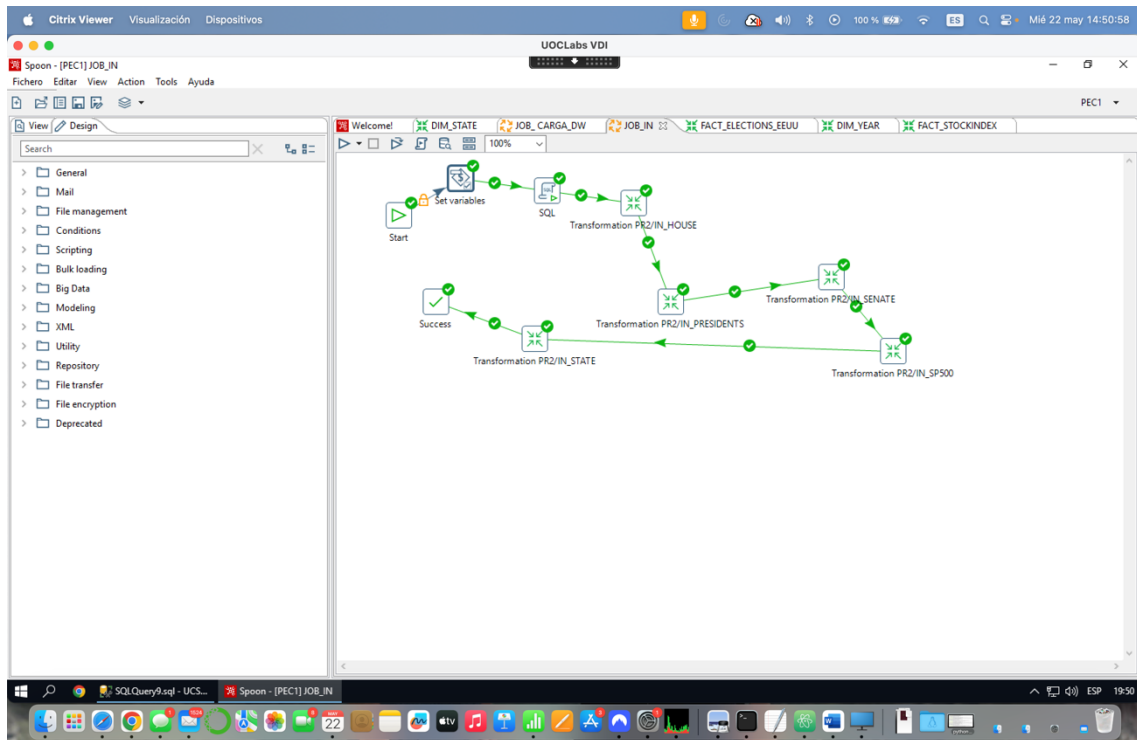 Citrix Viewer Visualización Dispositivos 100 % ES Mié 22 may 14:50:58
UOCLabs VDI
Spoon - [PEC1] JOB_IN
Fichero Editar View Action Tools Ayuda
PEC1
View Design
Welcome! DIM_STATE JOB_ CARGA_DW JOB_IN FACT_ELECTIONS_EEUU DIM_YEAR FACT_STOCKINDEX
Search
100%
General
Mail
File management
Conditions
Scripting
Bulk loading
Big Data
Modeling
XML
Utility
Repository
File transfer
File encryption
Deprecated
Start
Set variables
SQL
Transformation PR2/IN_HOUSE
Transformation PR2/IN_PRESIDENTS
Transformation PR2/IN_SENATE
Transformation PR2/IN_SP500
Transformation PR2/IN_STATE
Success
SQLQuery9.sql - UCS... Spoon - [PEC1] JOB_IN ESP 19:50
22
tv